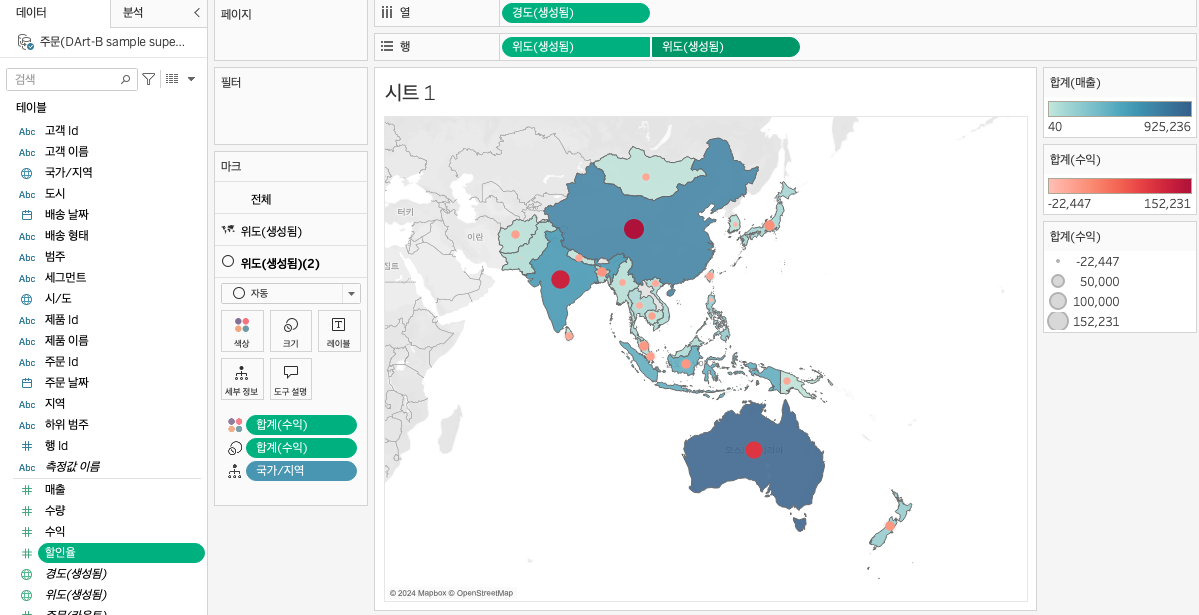 데이터
분석
주문(DArt-B sample supe...
검색
테이블
Abc 고객 Id
Abc 고객 이름
국가/지역
Abc 도시
배송 날짜
Abc 배송 형태
Abc 범주
Abc 세그먼트
시/도
Abc 제품 Id
Abc 제품 이름
Abc 주문 Id
주문 날짜
Abc 지역
Abc 하위 범주
# 행 Id
Abc 측정값 이름
# 매출
# 수량
# 수익
# 할인율
경도(생성됨)
위도(생성됨)
# 주문(카운트)
페이지
필터
마크
전체
위도(생성됨)
위도(생성됨)(2)
자동
색상
크기
T
레이블
세부 정보
도구 설명
합계(수익)
합계(수익)
국가/지역
열
경도(생성됨)
행
위도(생성됨)
위도(생성됨)
시트 1
터키
이란
© 2024 Mapbox © OpenStreetMap
합계(매출)
40
925,236
합계(수익)
-22,447
152,231
합계(수익)
-22,447
50,000
100,000
152,231